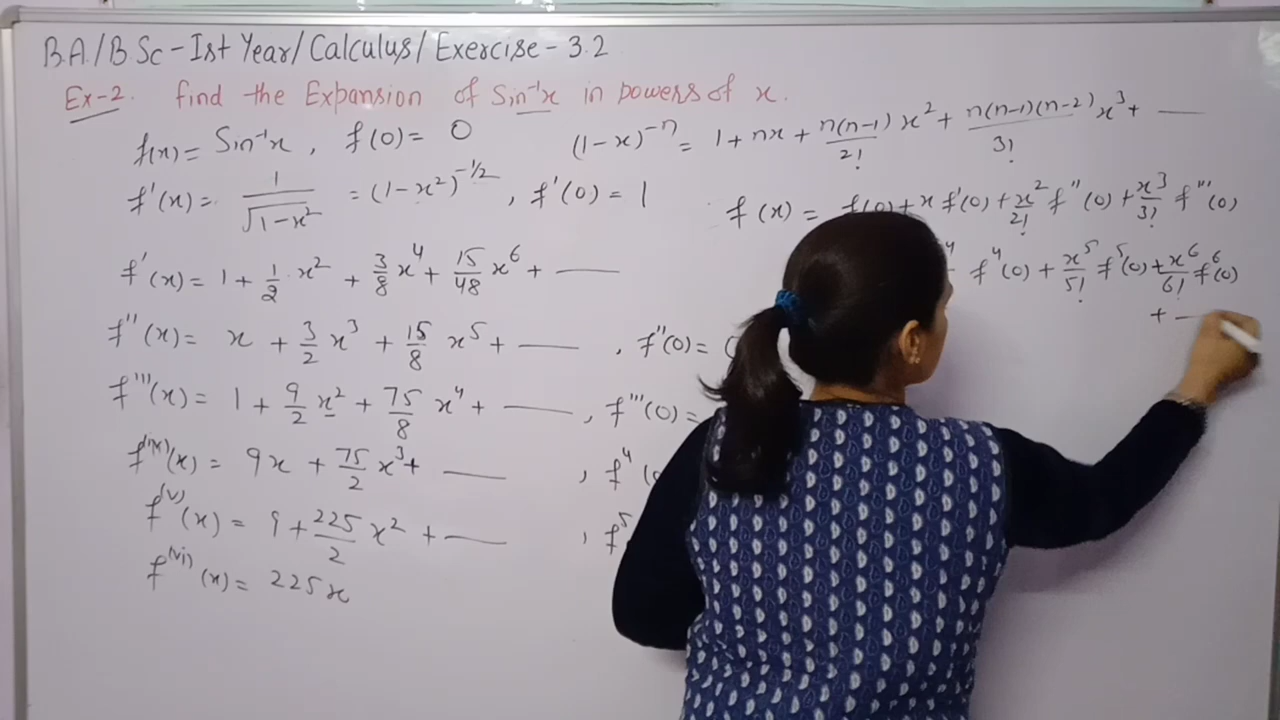 B.A/B.Sc-Ist Year/Calculus/Exercise-3.2
Ex-2. find the Expansion of Sin⁻¹x in powers of x.
f(x) = Sin⁻¹x , f(0) = 0
(1-x)⁻ⁿ = 1 + nx + n(n-1)/2! x² + n(n-1)(n-2)/3! x³ + —
f'(x) = 1/√(1-x²) = (1-x²)^(-1/2) , f'(0) = 1
f(x) = f(0) + x f'(0) + x²/2! f''(0) + x³/3! f'''(0)
f⁴(0) + x⁵/5! f⁵(0) + x⁶/6! f⁶(0)
+ —
f'(x) = 1 + 1/2 · x² + 3/8 x⁴ + 15/48 x⁶ + —
f''(x) = x + 3/2 x³ + 15/8 x⁵ + — , f''(0) =
f'''(x) = 1 + 9/2 x² + 75/8 x⁴ + — , f'''(0) =
f⁽ⁱᵛ⁾(x) = 9x + 75/2 x³ + — , f⁴(
f⁽ᵛ⁾(x) = 9 + 225/2 x² + — , f⁵
f⁽ᵛⁱ⁾(x) = 225x